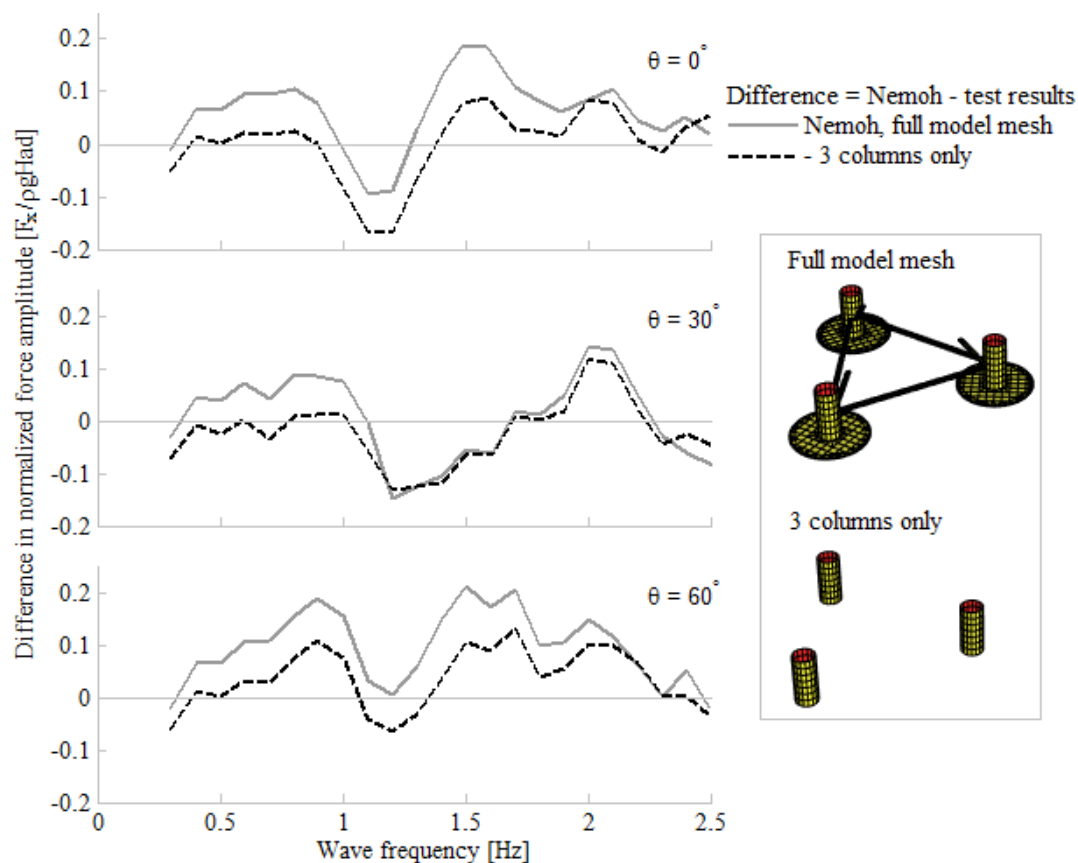 Difference in normalized force amplitude [Fx/ρgHad]
0.2
0.1
0
-0.1
-0.2
θ = 0°
0.2
0.1
0
-0.1
-0.2
θ = 30°
0.2
0.1
0
-0.1
-0.2
θ = 60°
0
0.5
1
1.5
2
2.5
Wave frequency [Hz]
Difference = Nemoh - test results
Nemoh, full model mesh
- 3 columns only
Full model mesh
3 columns only